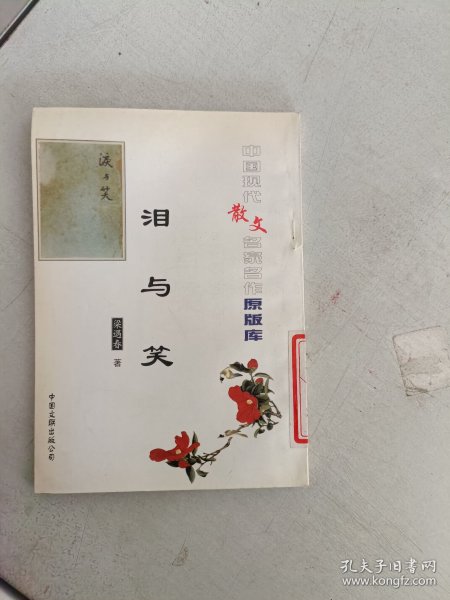 中国现代散文名家名作原版库
淚与笑
泪与笑
梁遇春 著
中国文联出版公司
孔夫子旧书网
www.kongfz.com